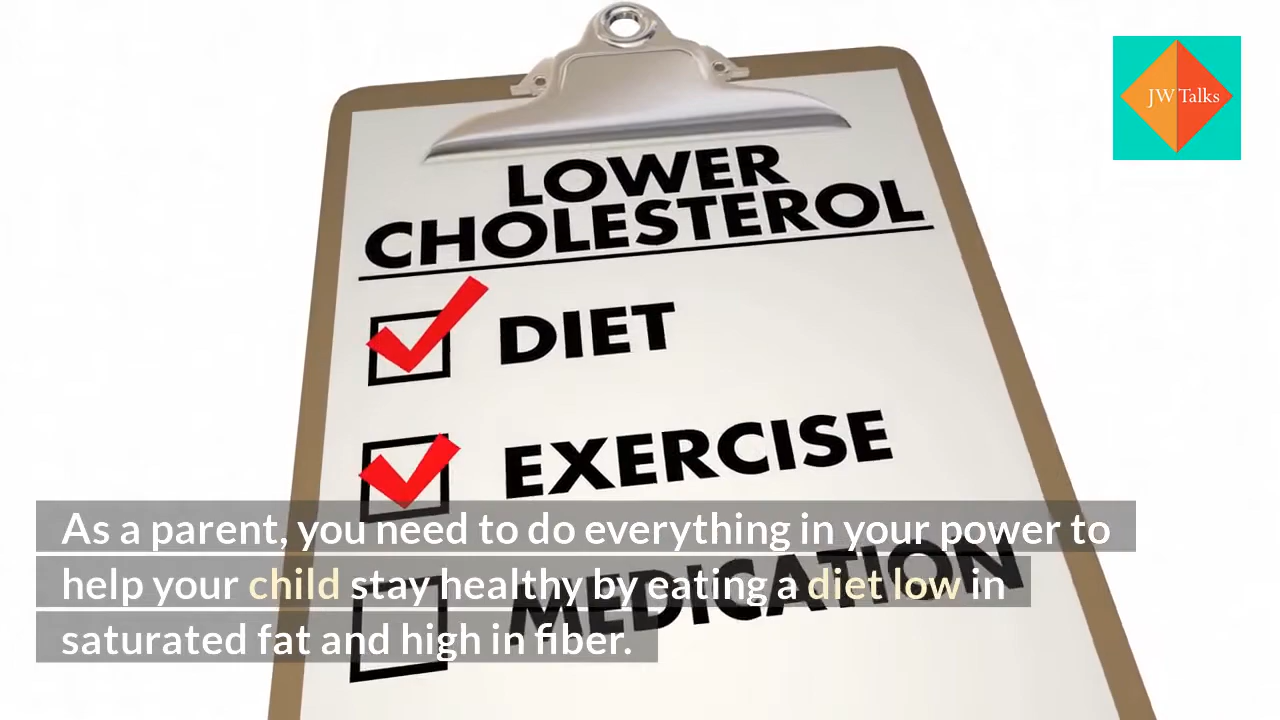 JW Talks
LOWER
CHOLESTEROL
DIET
EXERCISE
MEDICATION
As a parent, you need to do everything in your power to
help your child stay healthy by eating a diet low in
saturated fat and high in fiber.